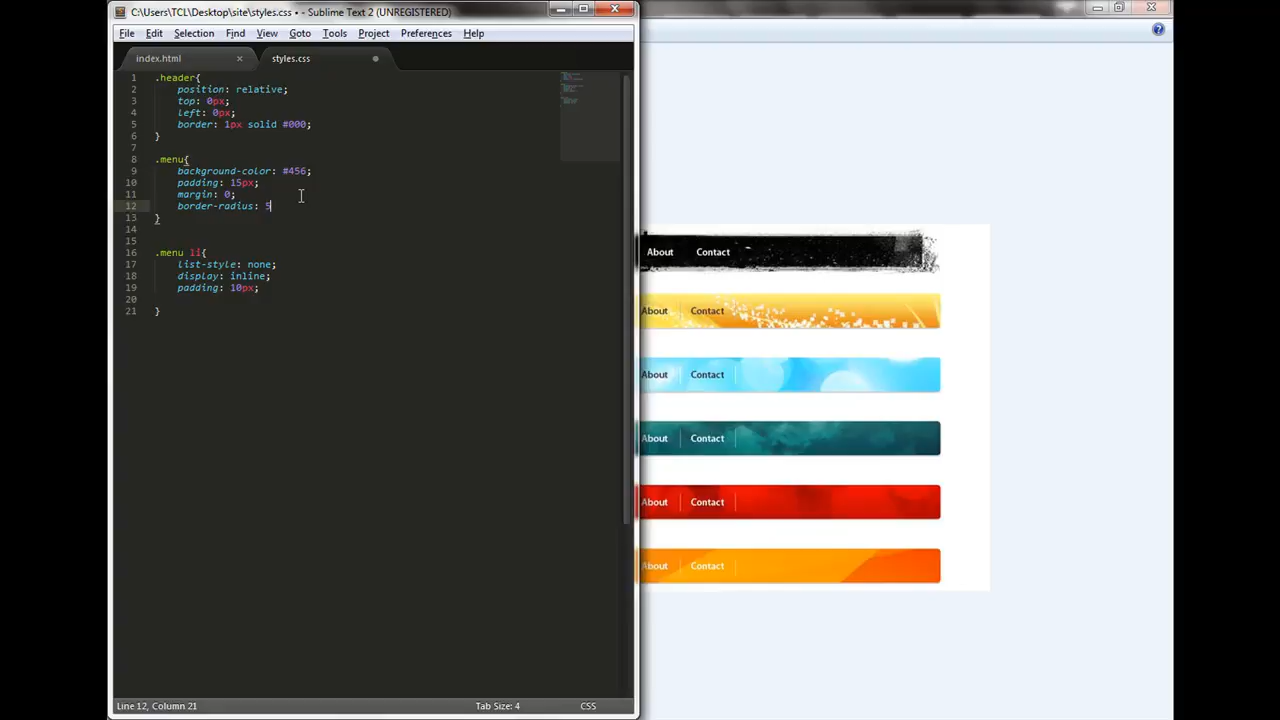 C:\Users\TCL\Desktop\site\styles.css • - Sublime Text 2 (UNREGISTERED)
File Edit Selection Find View Goto Tools Project Preferences Help
index.html × styles.css
1 .header{
2 position: relative;
3 top: 0px;
4 left: 0px;
5 border: 1px solid #000;
6 }
7
8 .menu{
9 background-color: #456;
10 padding: 15px;
11 margin: 0;
12 border-radius: 5
13 }
14
15
16 .menu li{
17 list-style: none;
18 display: inline;
19 padding: 10px;
20
21 }
About Contact
About Contact
About Contact
About Contact
About Contact
About Contact
Line 12, Column 21 Tab Size: 4 CSS